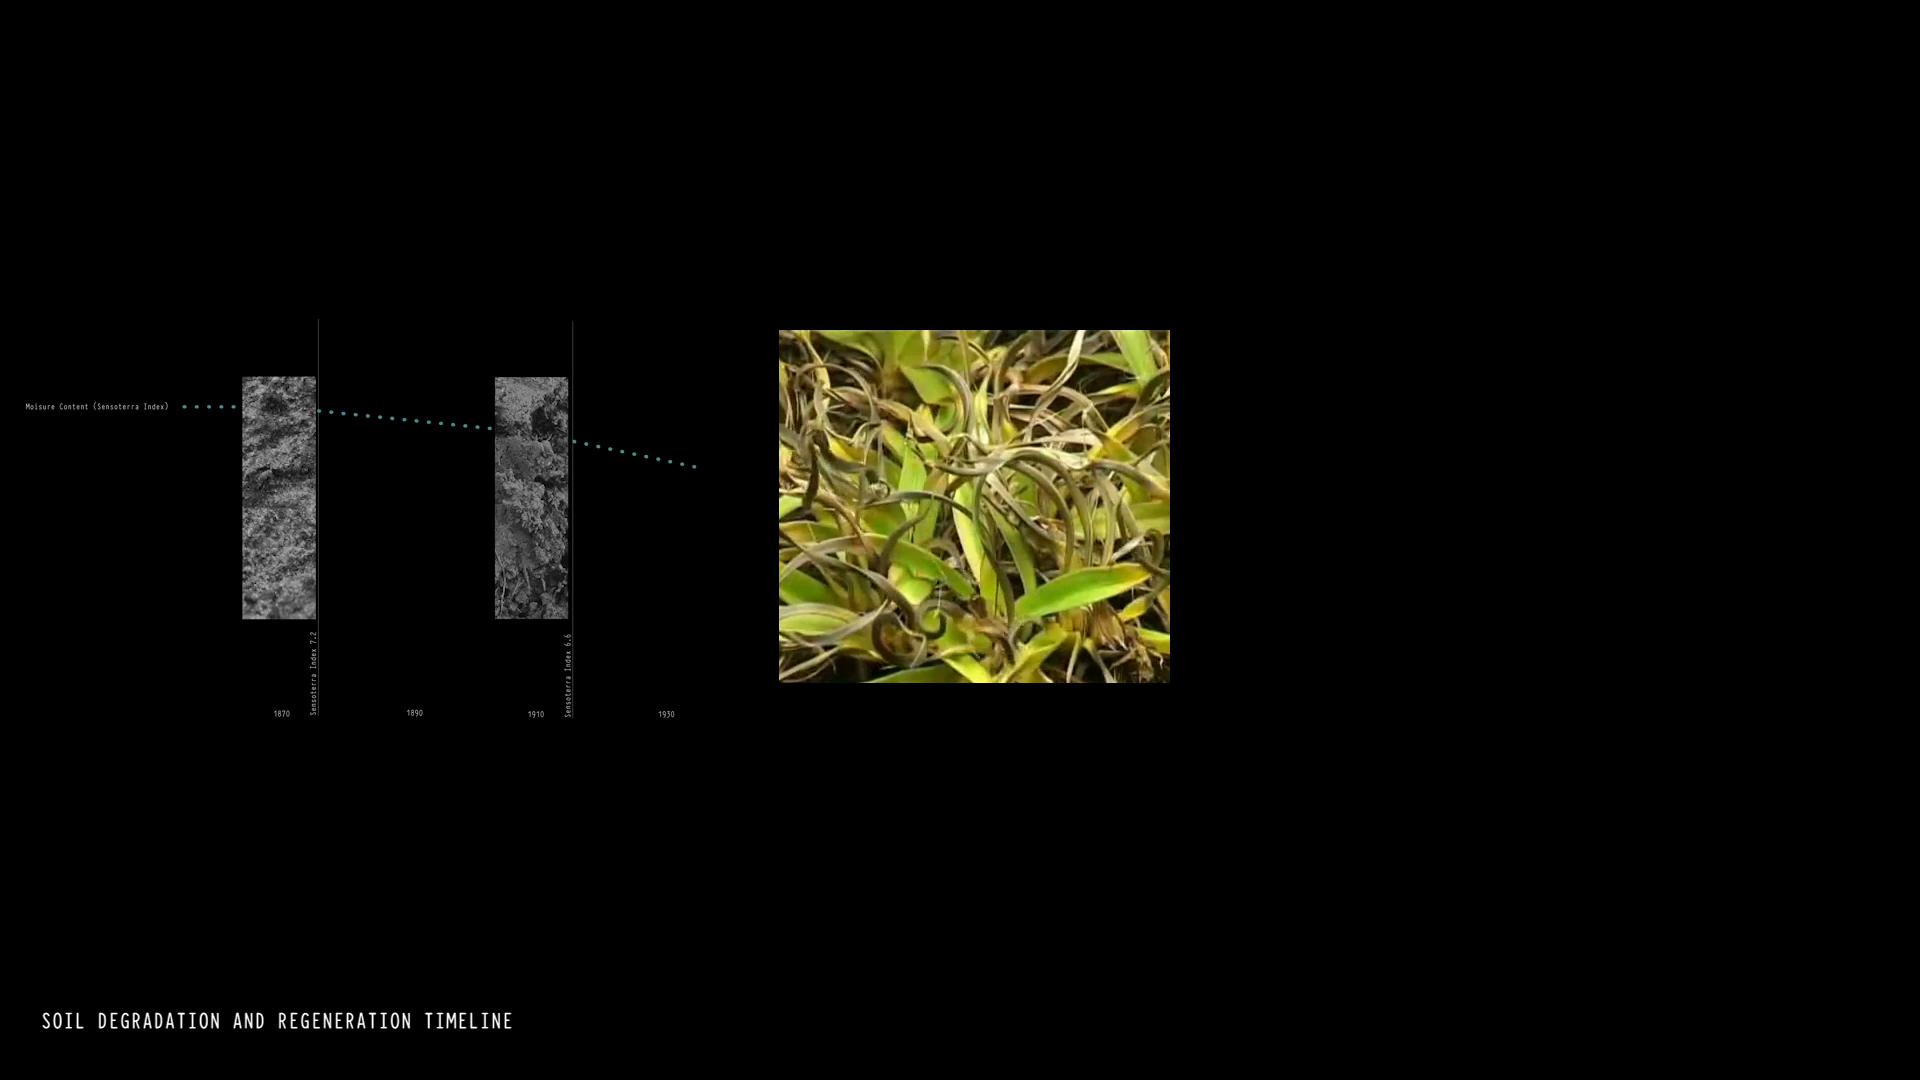 Moisure Content (Sensoterra Index)
Sensoterra Index 7.2
Sensoterra Index 6.6
1870
1890
1910
1930
SOIL DEGRADATION AND REGENERATION TIMELINE